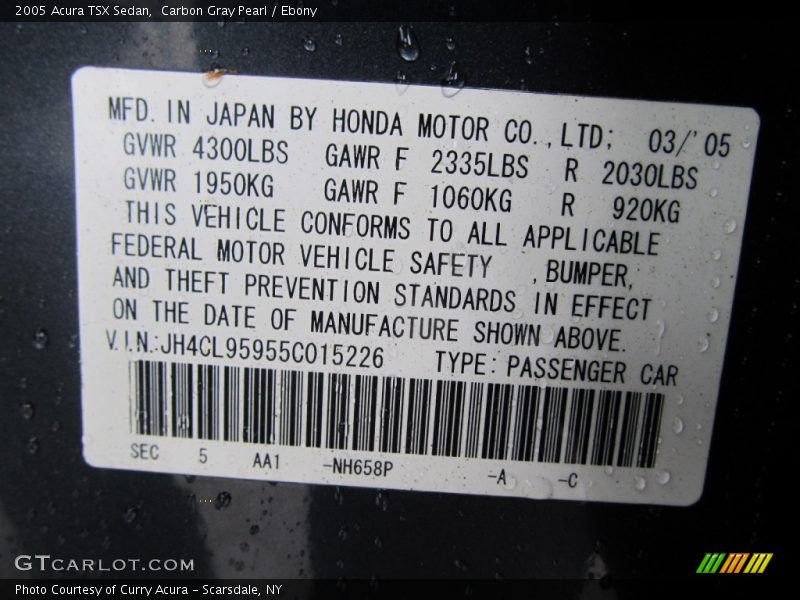 2005 Acura TSX Sedan,  Carbon Gray Pearl / Ebony
MFD. IN JAPAN BY HONDA MOTOR CO., LTD; 03/'05
GVWR 4300LBS GAWR F 2335LBS R 2030LBS
GVWR 1950KG GAWR F 1060KG R 920KG
THIS VEHICLE CONFORMS TO ALL APPLICABLE
FEDERAL MOTOR VEHICLE SAFETY , BUMPER,
AND THEFT PREVENTION STANDARDS IN EFFECT
ON THE DATE OF MANUFACTURE SHOWN ABOVE.
V.I.N.:JH4CL95955C015226 TYPE: PASSENGER CAR
SEC 5 AA1 -NH658P -A -C
GTCARLOT.COM
Photo Courtesy of Curry Acura - Scarsdale, NY